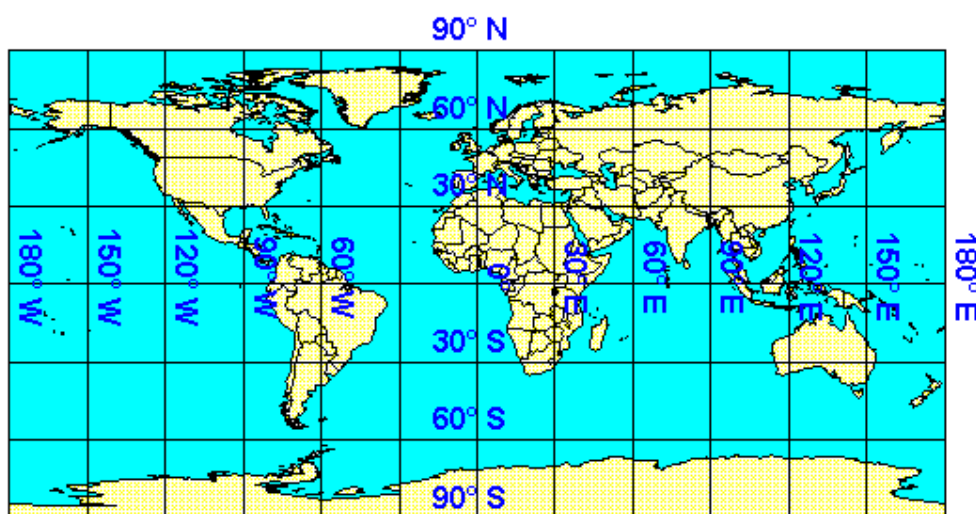 90° N
60° N
30° N
180° W
150° W
120° W
90° W
60° W
0°
30° E
60° E
90° E
120° E
150° E
180° E
30° S
60° S
90° S